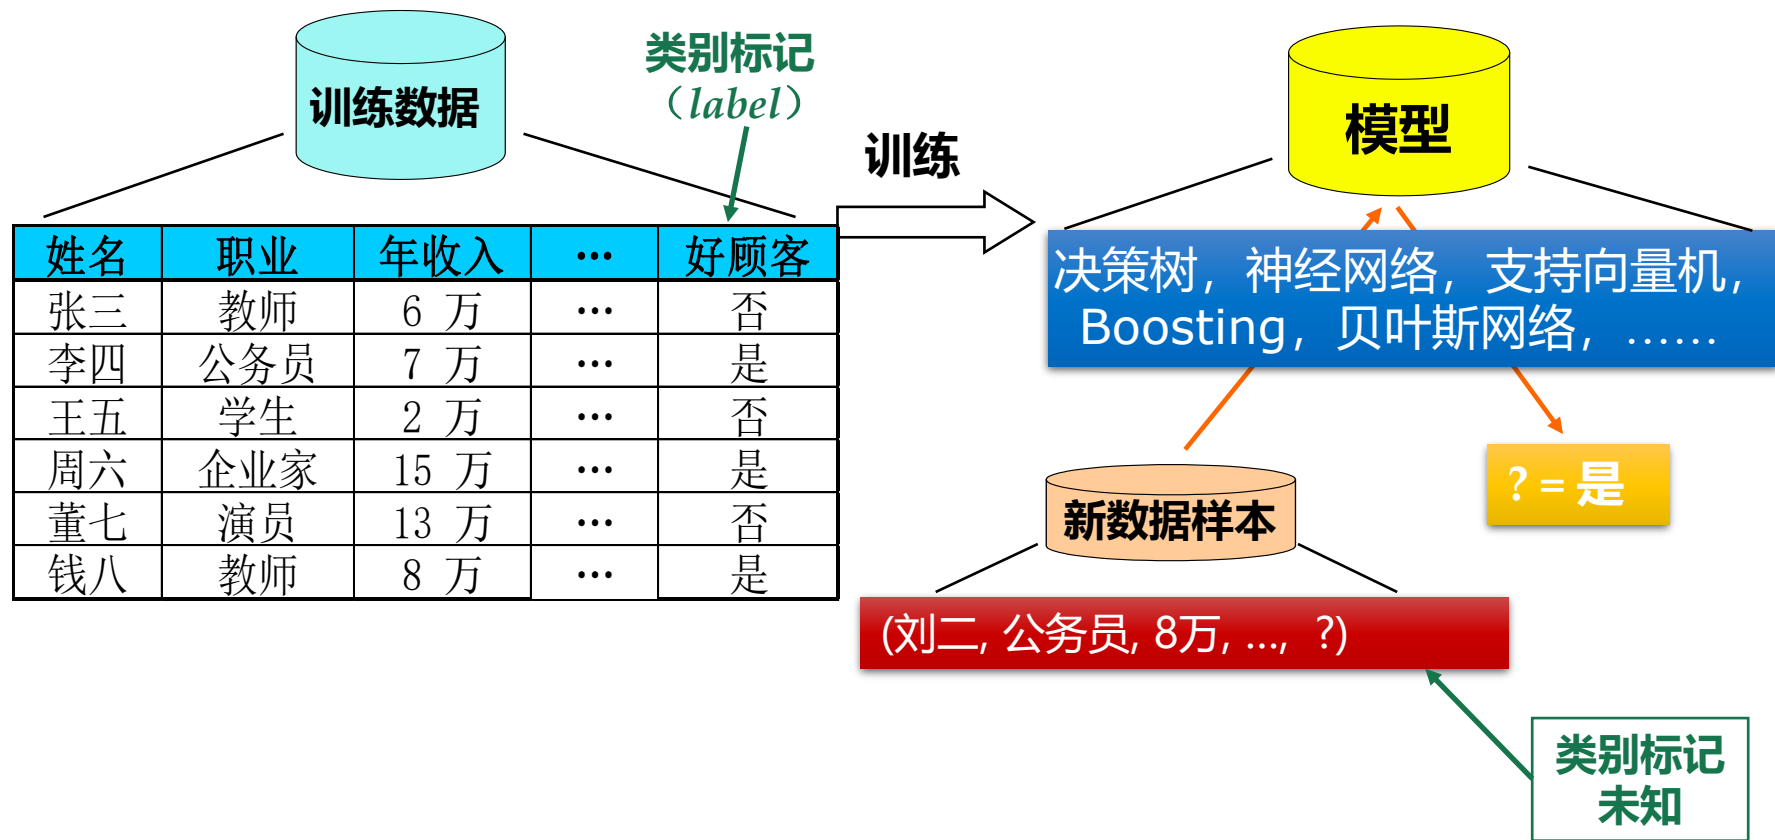 训练数据
类别标记
（label）
训练
模型
姓名 职业 年收入 … 好顾客
张三 教师 6 万 … 否
李四 公务员 7 万 … 是
王五 学生 2 万 … 否
周六 企业家 15 万 … 是
董七 演员 13 万 … 否
钱八 教师 8 万 … 是
决策树，神经网络，支持向量机，
Boosting，贝叶斯网络，……
? = 是
新数据样本
(刘二, 公务员, 8万, …, ?)
类别标记
未知